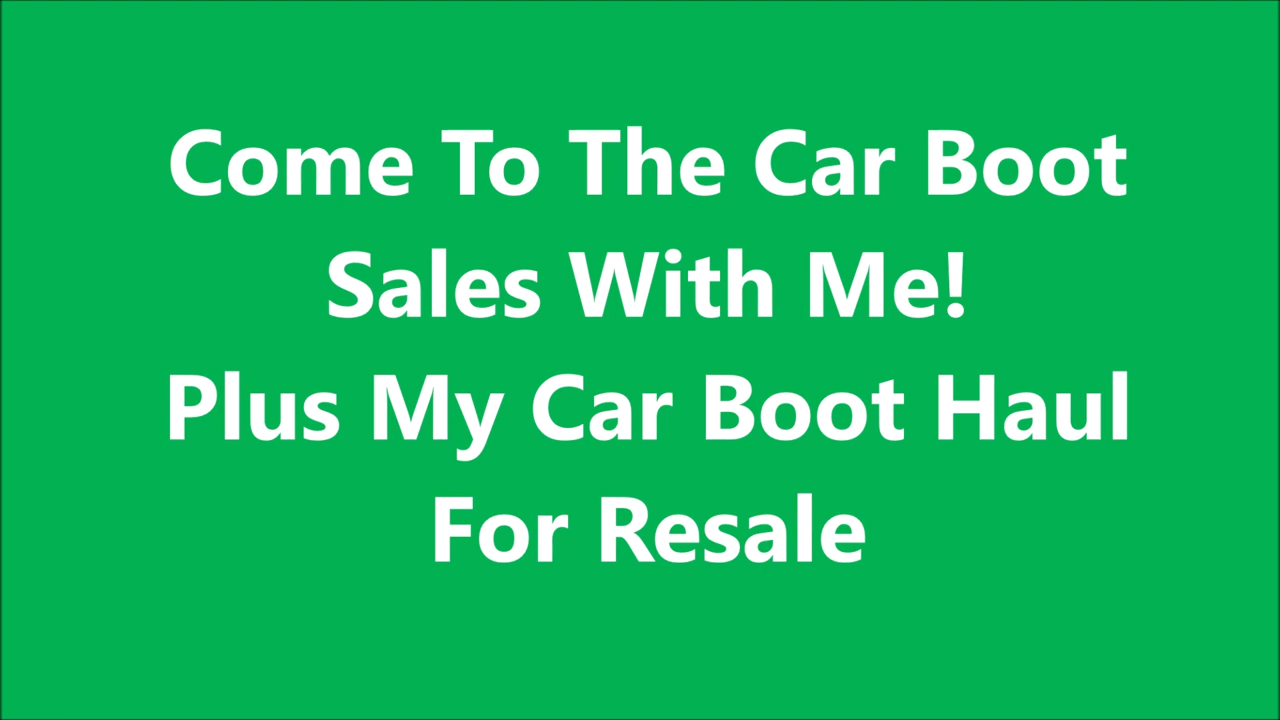 Come To The Car Boot
Sales With Me!
Plus My Car Boot Haul
For Resale